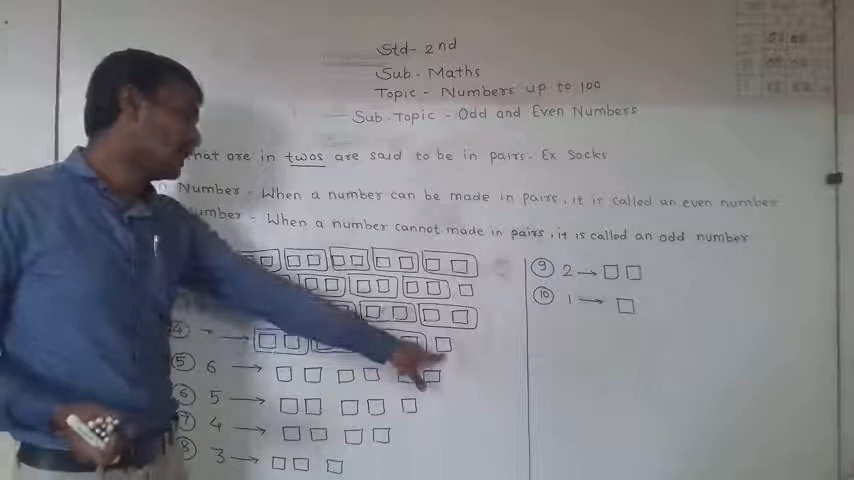 Std- 2nd
Sub- Maths
Topic - Numbers up to 100
Sub-Topic - Odd and Even Numbers
are in twos are said to be in pairs- Ex Socks
Number - When a number can be made in pairs, it is called an even number
Number - When a number cannot made in pairs, it is called an odd number
④
⑤ 6 →
⑥ 5 →
⑦ 4 →
⑧ 3 →
⑨ 2 →
⑩ 1 →